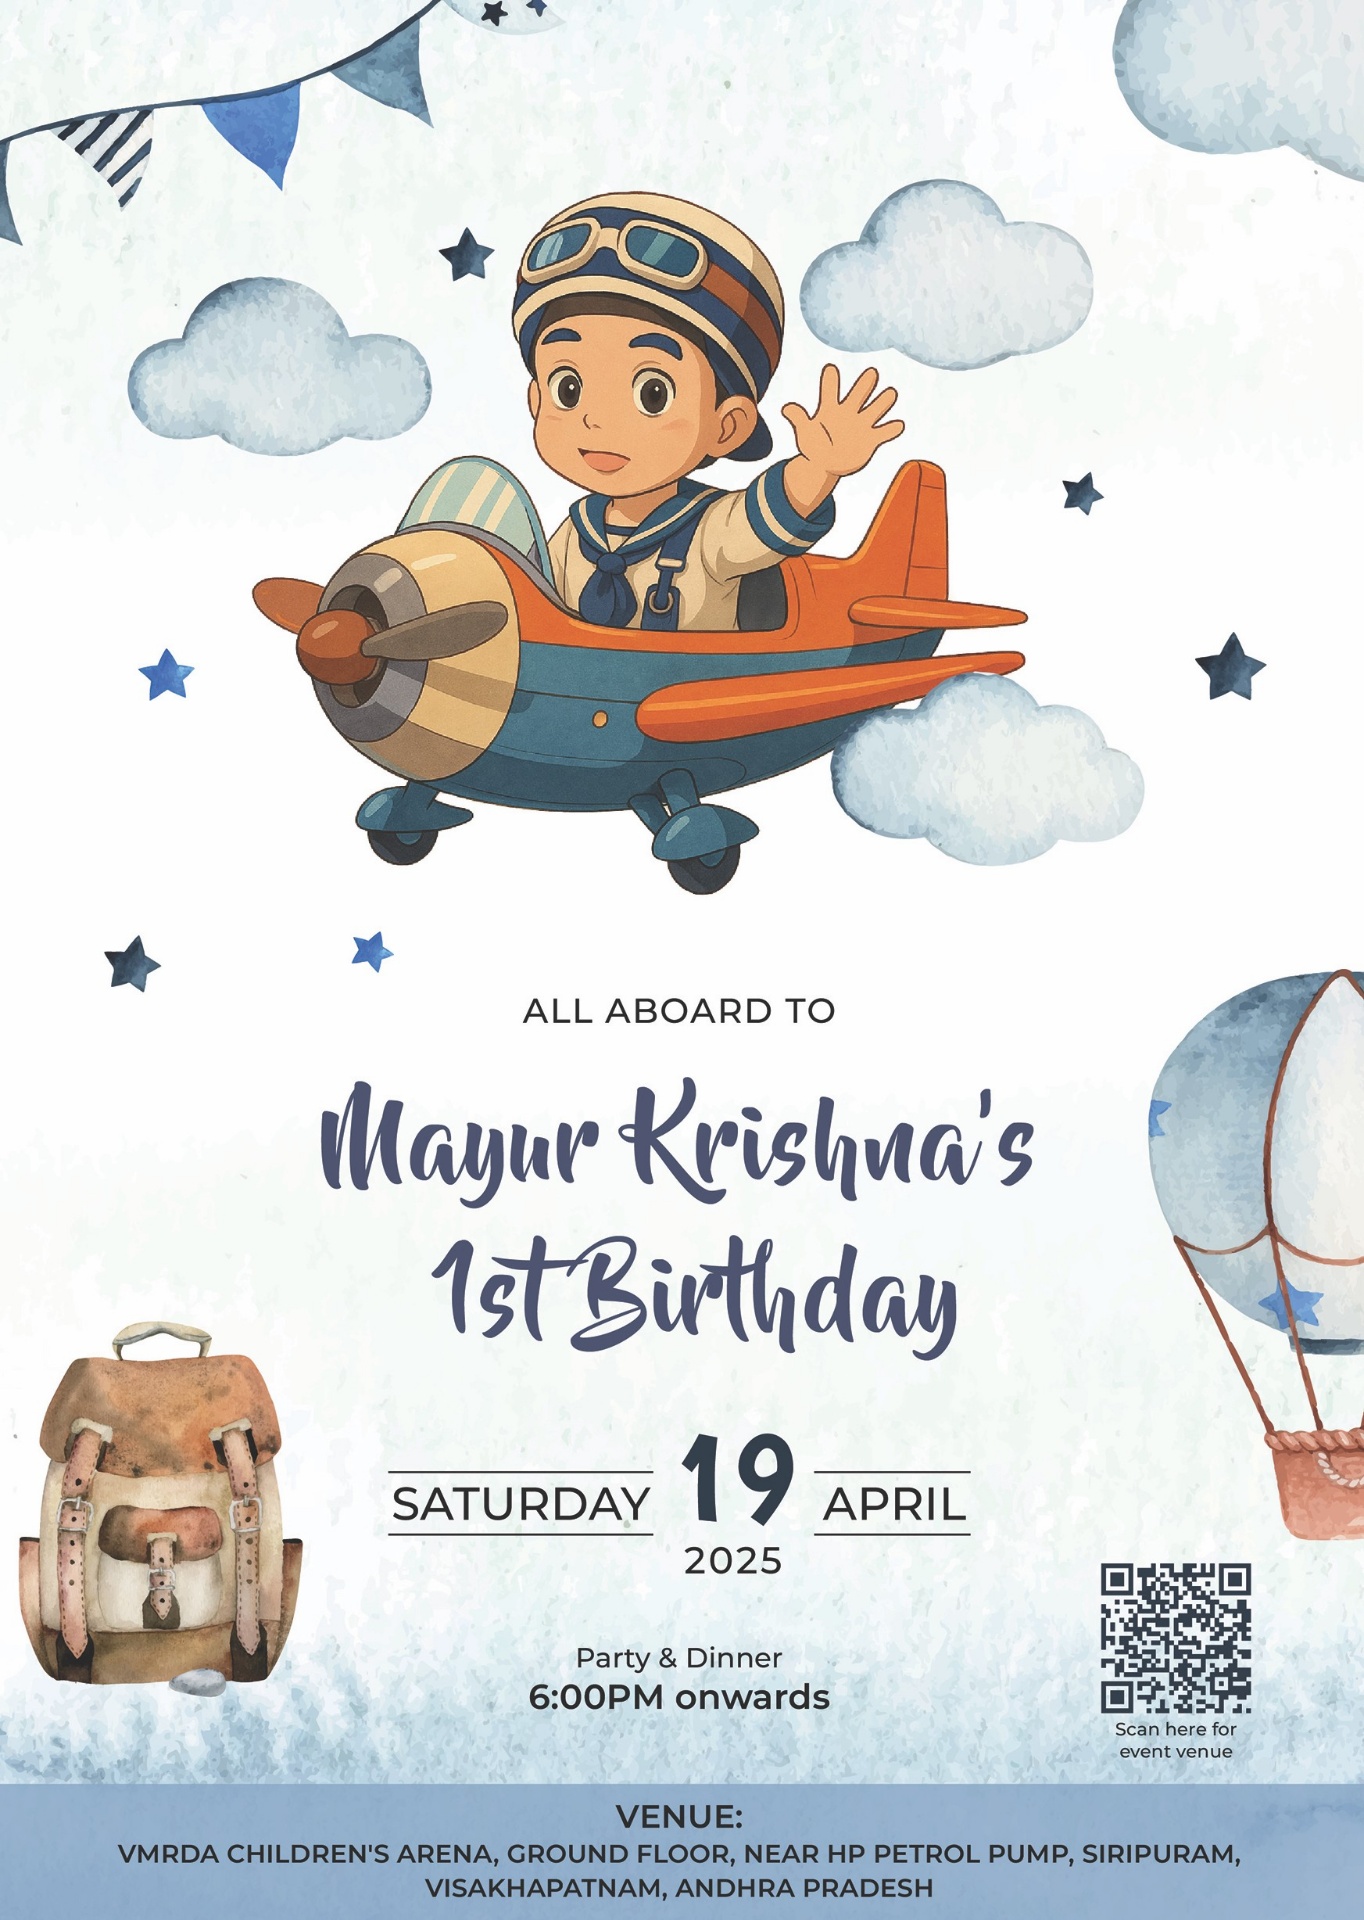 ALL ABOARD TO
Mayur Krishna's
1st Birthday
SATURDAY 19 APRIL
2025
Party & Dinner
6:00PM onwards
Scan here for
event venue
VENUE:
VMRDA CHILDREN'S ARENA, GROUND FLOOR, NEAR HP PETROL PUMP, SIRIPURAM,
VISAKHAPATNAM, ANDHRA PRADESH